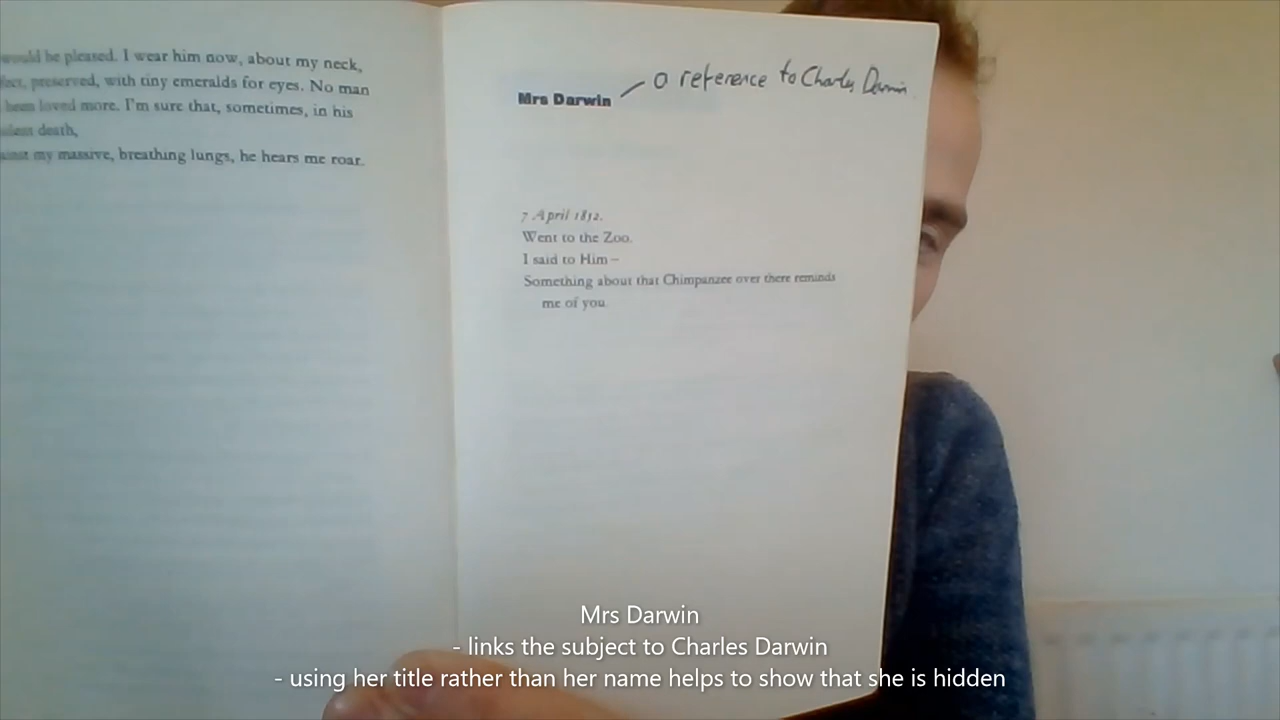 would be pleased. I wear him now, about my neck,
preserved, with tiny emeralds for eyes. No man
been loved more. I'm sure that, sometimes, in his
death,
my massive, breathing lungs, he hears me roar.
Mrs Darwin
a reference to Charles Darwin
7 April 1852.
Went to the Zoo.
I said to Him –
Something about that Chimpanzee over there reminds
me of you.
Mrs Darwin
- links the subject to Charles Darwin
- using her title rather than her name helps to show that she is hidden